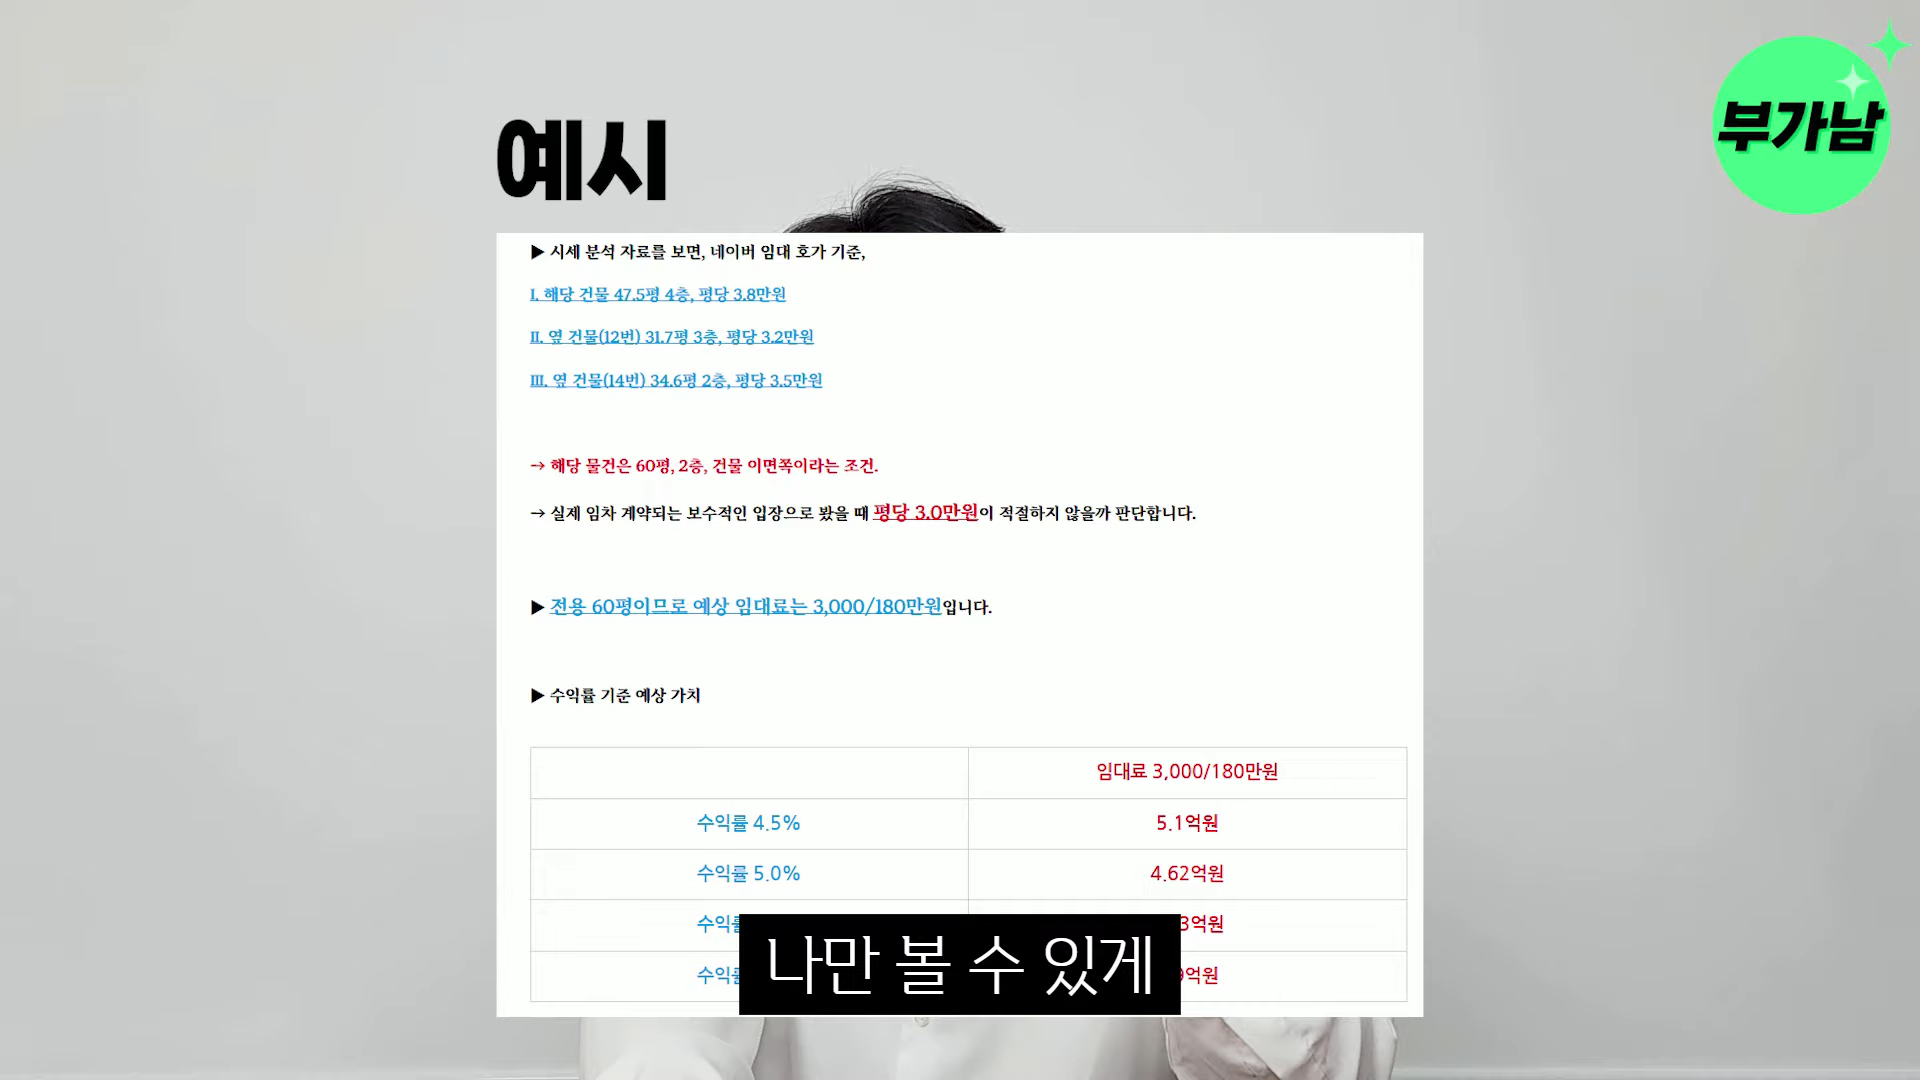 예시
부가남
▶ 시세 분석 자료를 보면, 네이버 임대 호가 기준,
I. 해당 건물 47.5평 4층, 평당 3.8만원
II. 옆 건물(12번) 31.7평 3층, 평당 3.2만원
III. 옆 건물(14번) 34.6평 2층, 평당 3.5만원
→ 해당 물건은 60평, 2층, 건물 이면쪽이라는 조건.
→ 실제 임차 계약되는 보수적인 입장으로 봤을 때 평당 3.0만원이 적절하지 않을까 판단합니다.
▶ 전용 60평이므로 예상 임대료는 3,000/180만원입니다.
▶ 수익률 기준 예상 가치
임대료 3,000/180만원
수익률 4.5% 5.1억원
수익률 5.0% 4.62억원
나만 볼 수 있게